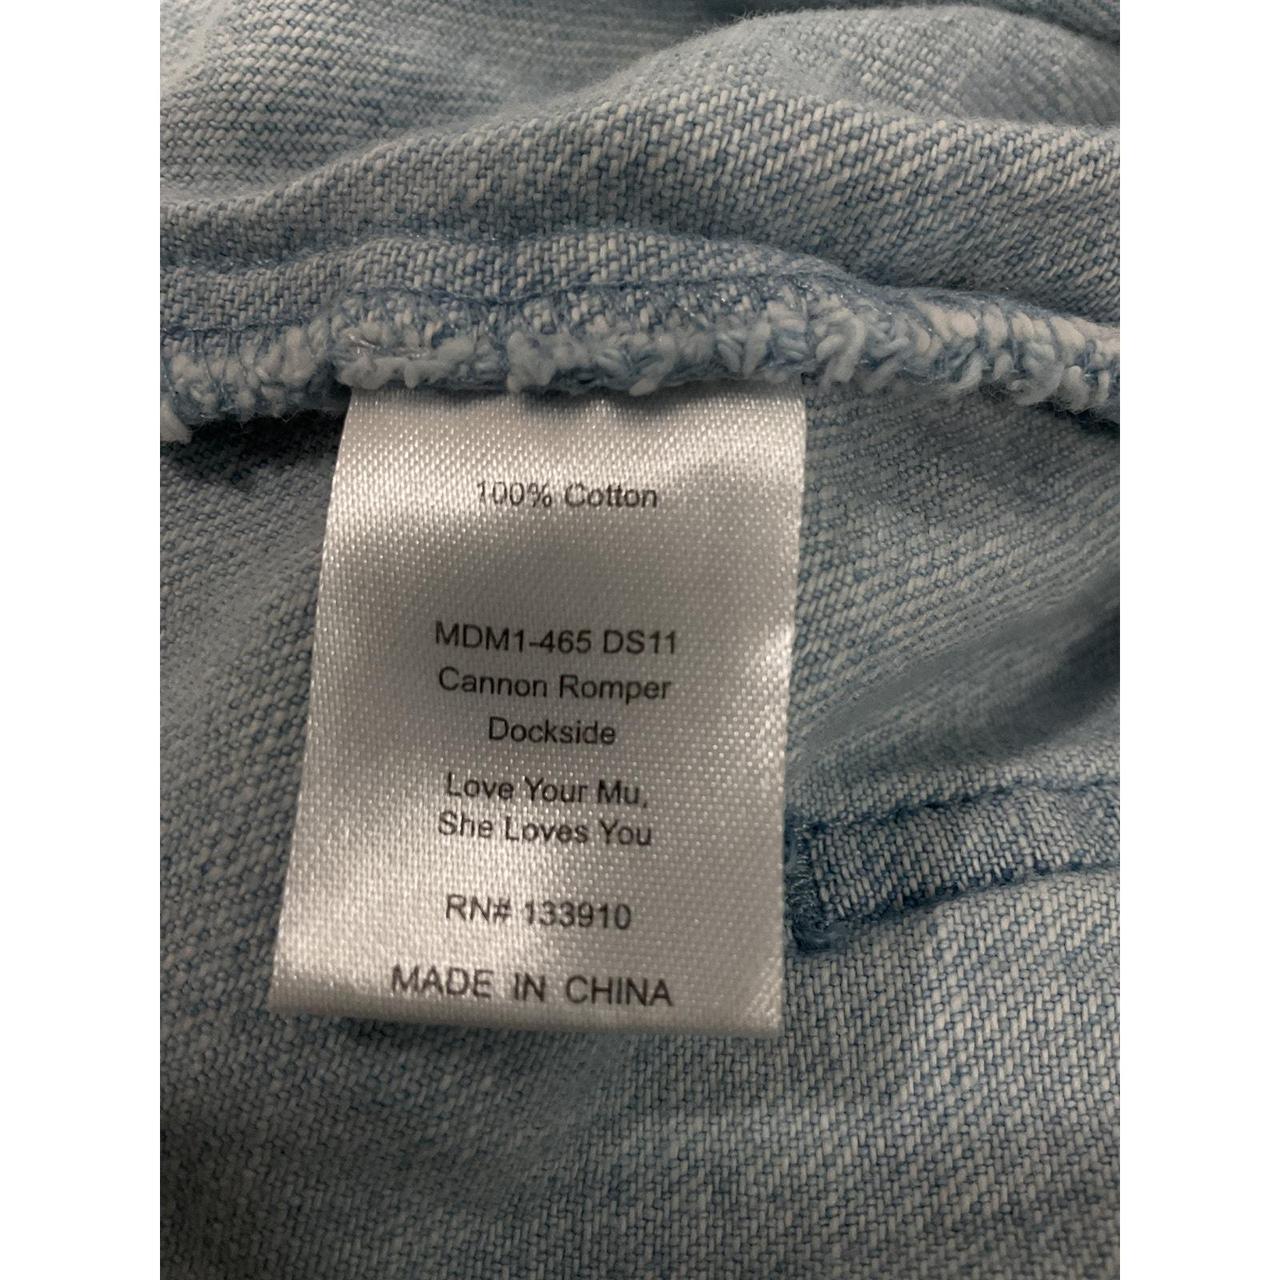 100% Cotton
MDM1-465 DS11
Cannon Romper
Dockside
Love Your Mu,
She Loves You
RN# 133910
MADE IN CHINA